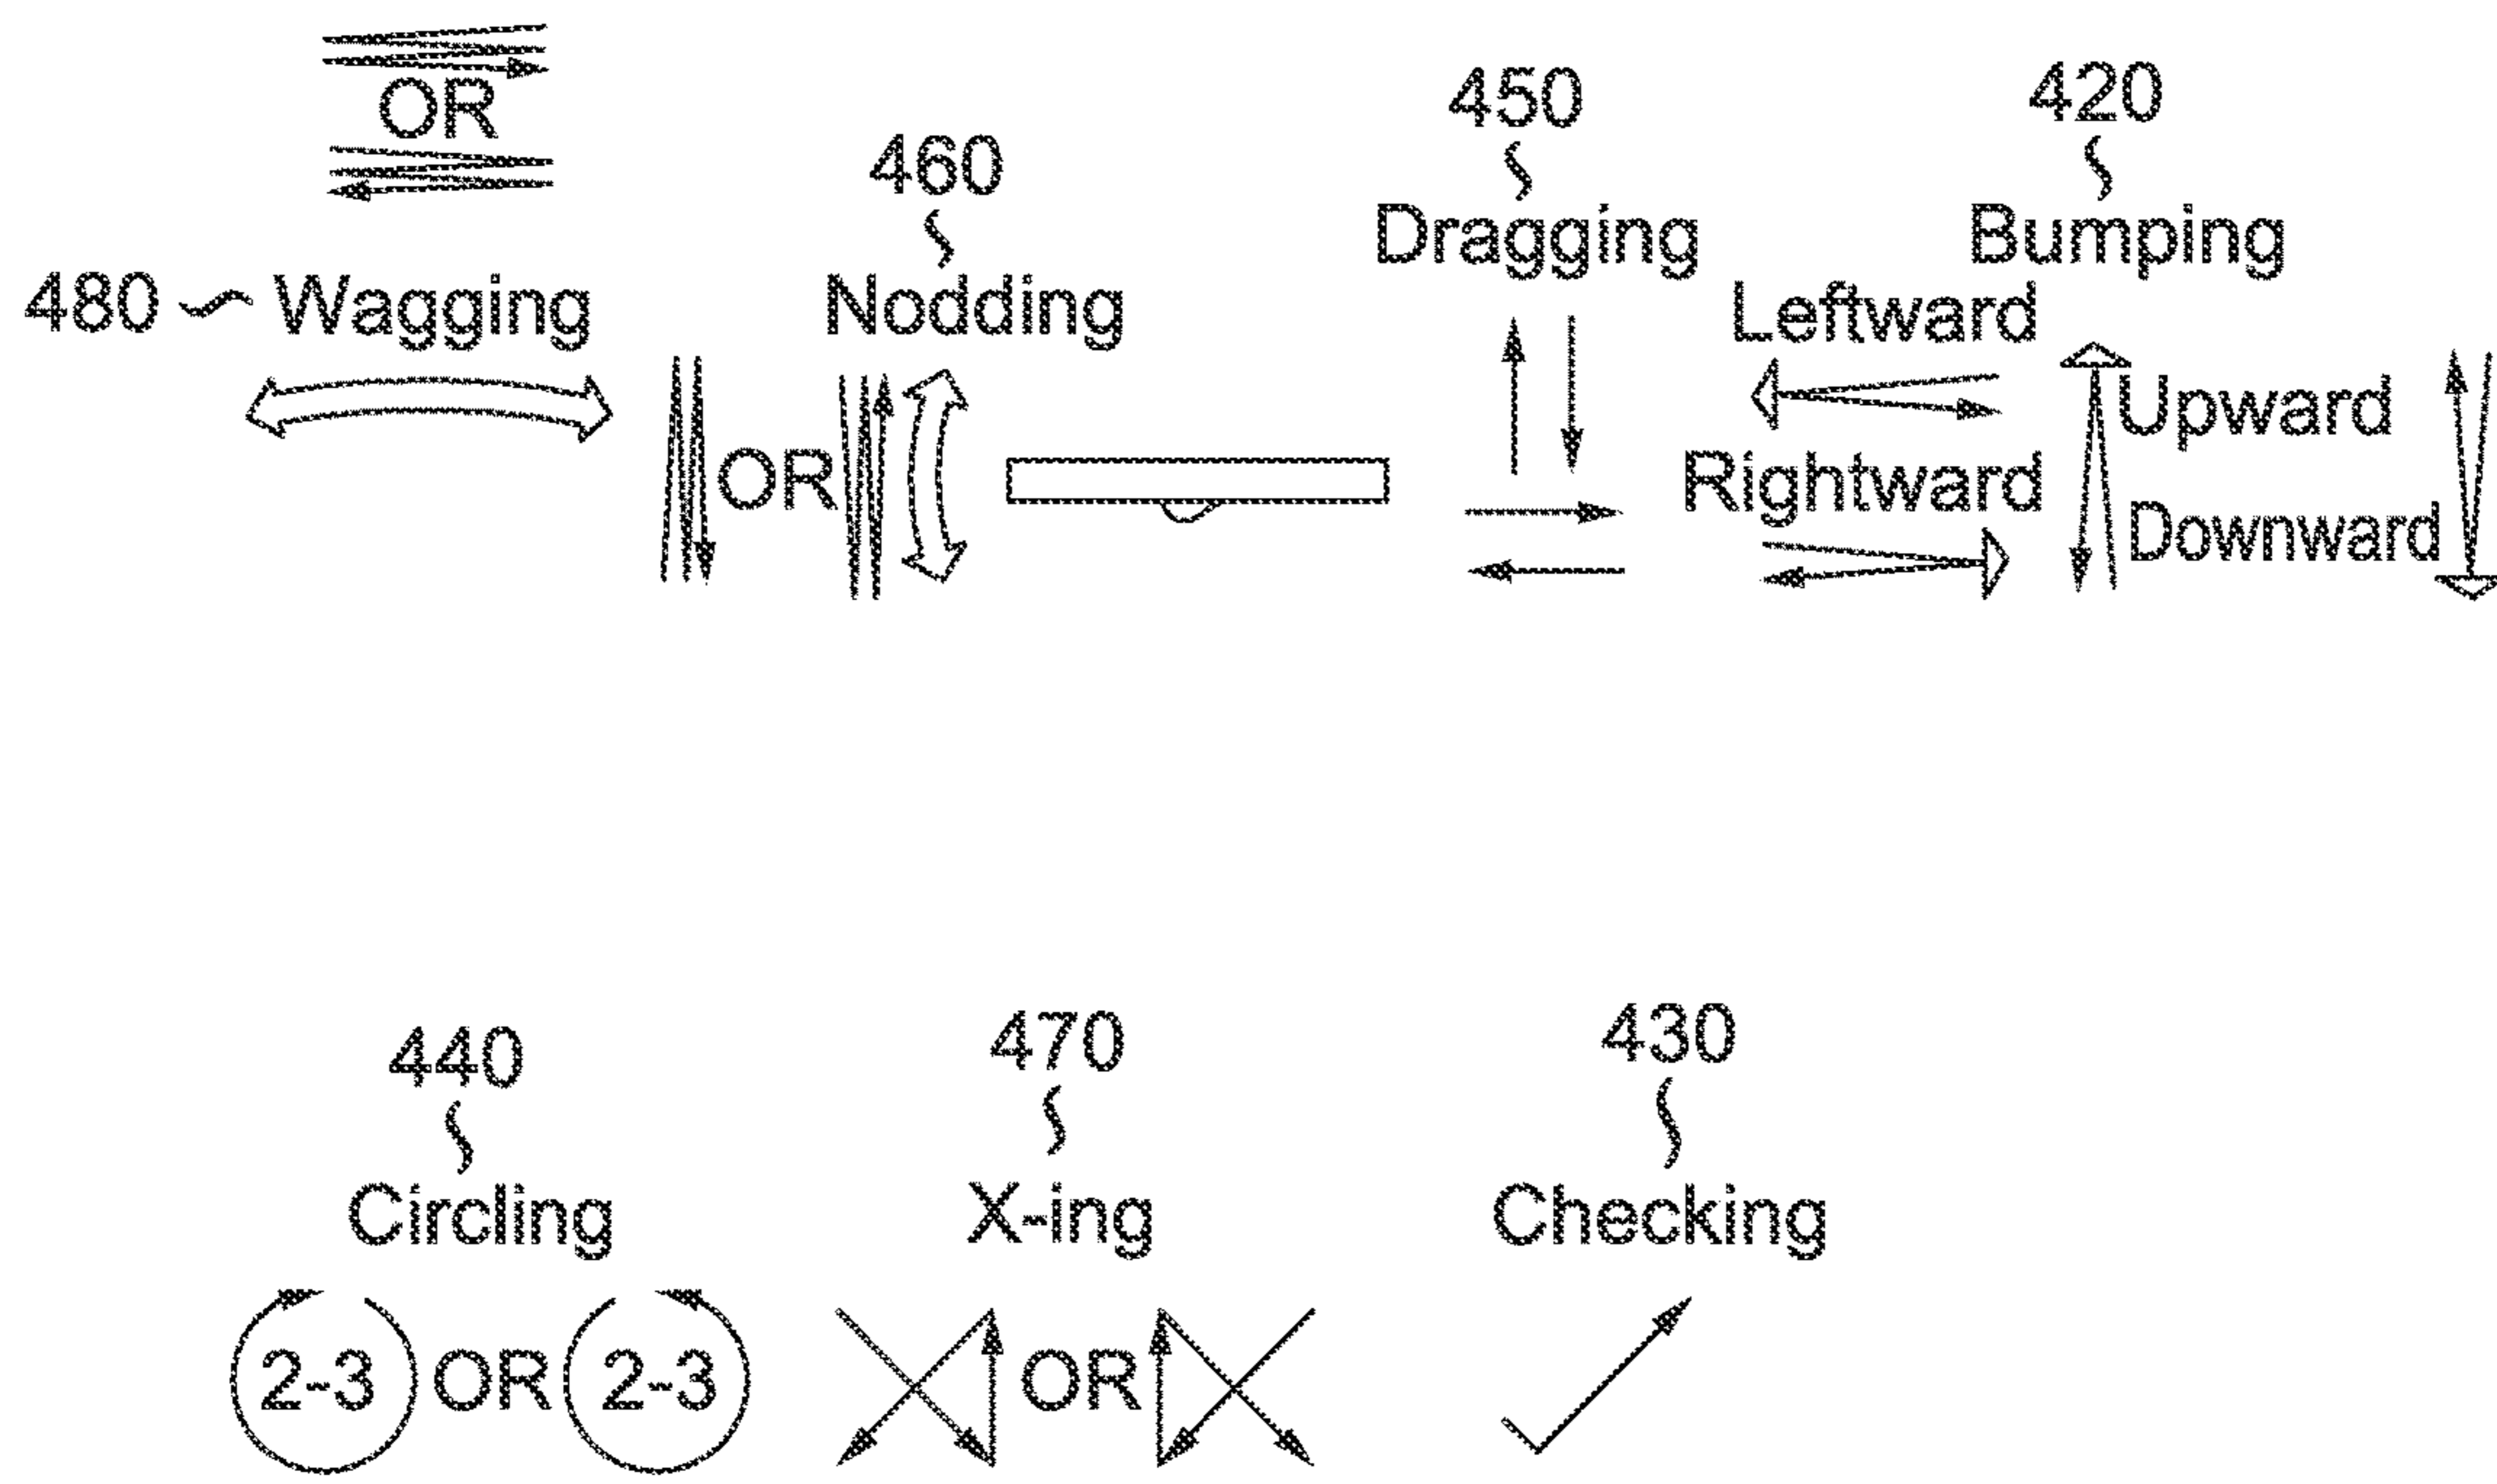 OR
480 Wagging
460
Nodding
OR
450
Dragging
420
Bumping
Leftward
Upward
Rightward
Downward
440
Circling
2-3 OR 2-3
470
X-ing
OR
430
Checking